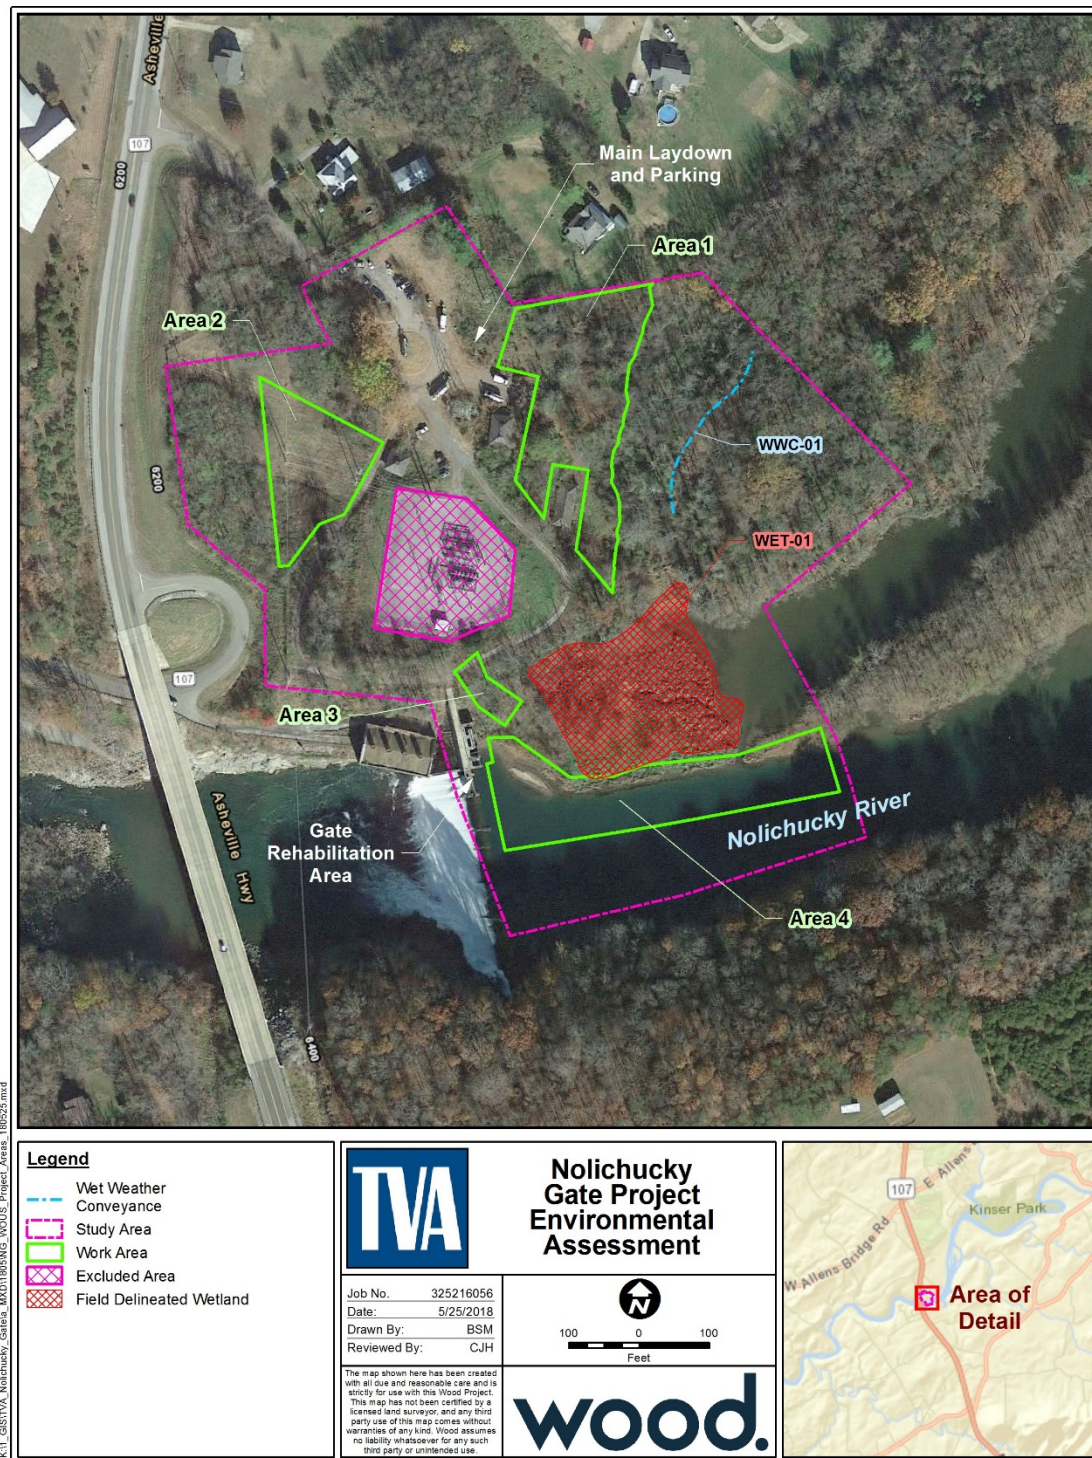 Asheville
107
6200
Main Laydown
and Parking
Area 1
Area 2
WWC-01
6200
WET-01
107
Area 3
Asheville Hwy
Gate
Rehabilitation
Area
Nolichucky River
Area 4
6400
Legend
Wet Weather
Conveyance
Study Area
Work Area
Excluded Area
Field Delineated Wetland
TVA
Nolichucky
Gate Project
Environmental
Assessment
Job No. 325216056
Date: 5/25/2018
Drawn By: BSM
Reviewed By: CJH
N
100 0 100
Feet
The map shown here has been created
with all due and reasonable care and is
strictly for use with this Wood Project.
This map has not been certified by a
licensed land surveyor, and any third
party use of this map comes without
warranties of any kind. Wood assumes
no liability whatsoever for any such
third party or unintended use.
wood.
107
E Allens
Kinser Park
W Allens Bridge Rd
Area of
Detail